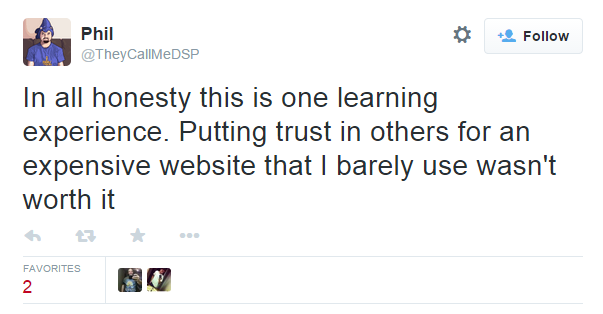 Phil
@TheyCallMeDSP
Follow
In all honesty this is one learning
experience. Putting trust in others for an
expensive website that I barely use wasn't
worth it
FAVORITES
2